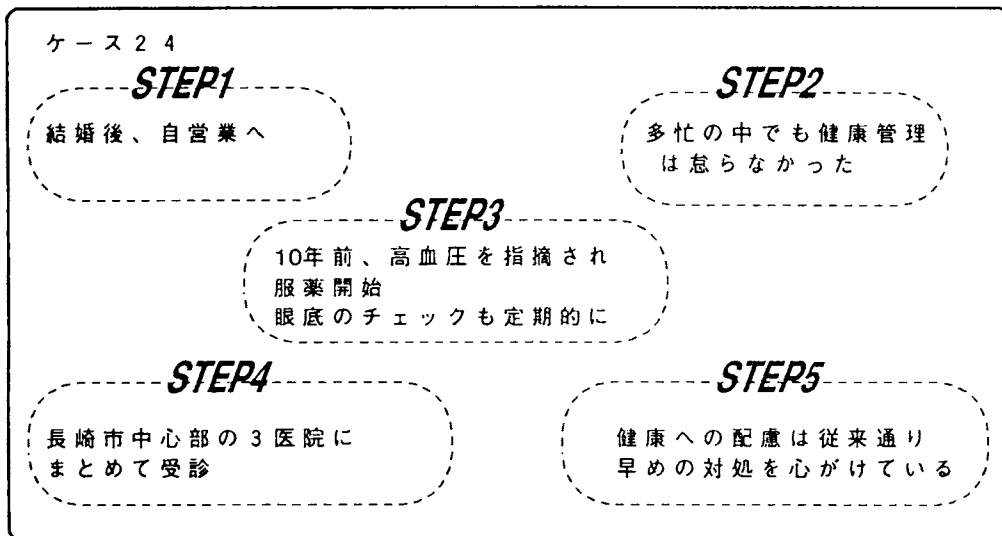 ケース24
STEP1
結婚後、自営業へ
STEP2
多忙の中でも健康管理
は怠らなかった
STEP3
10年前、高血圧を指摘され
服薬開始
眼底のチェックも定期的に
STEP4
長崎市中心部の3医院に
まとめて受診
STEP5
健康への配慮は従来通り
早めの対処を心がけている